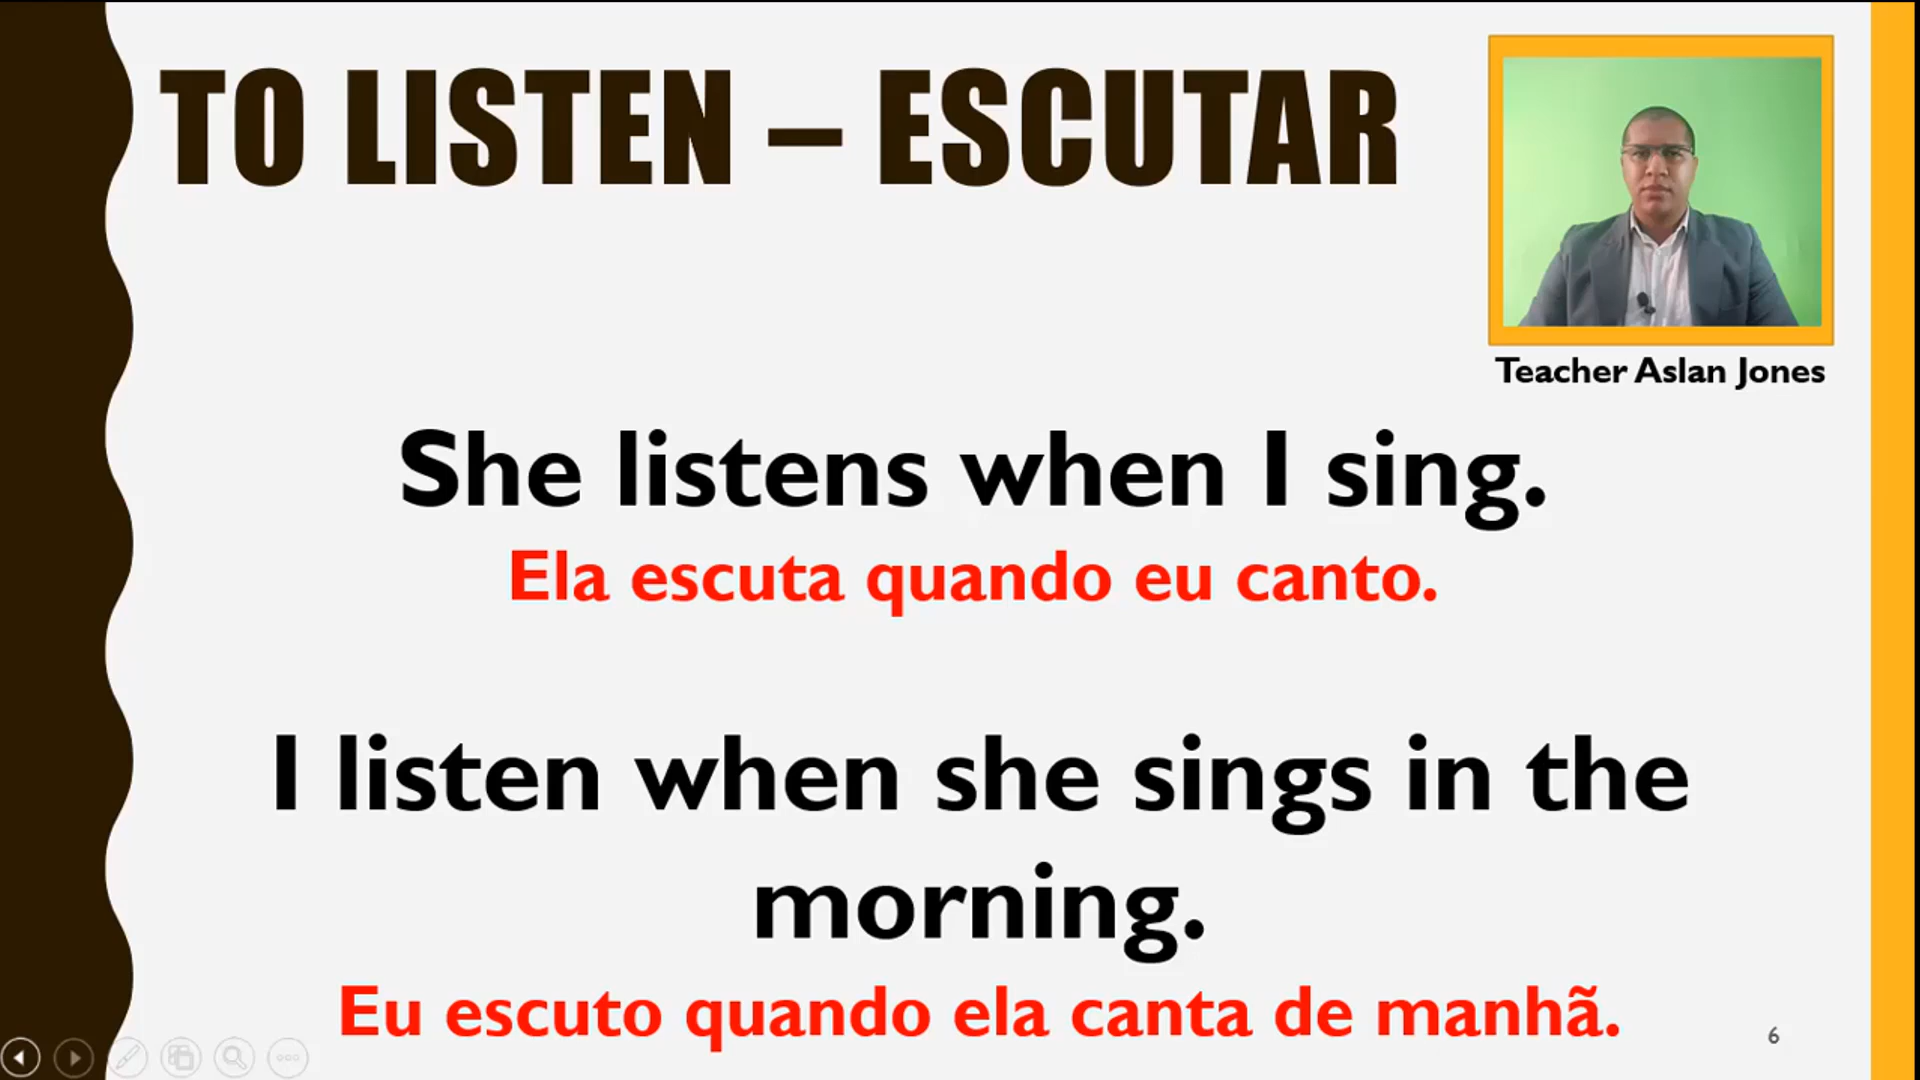 TO LISTEN – ESCUTAR
Teacher Aslan Jones
She listens when I sing.
Ela escuta quando eu canto.
I listen when she sings in the
morning.
Eu escuto quando ela canta de manhã.
6